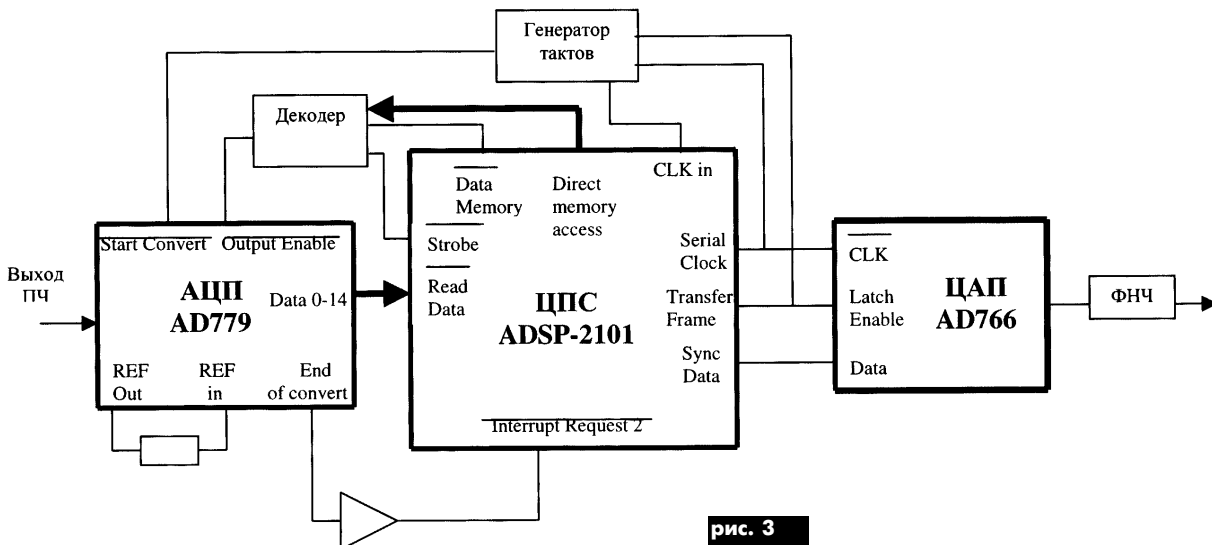 Генератор
тактов
Декодер
CLK in
Data
Memory
Direct
memory
access
Start Convert
Output Enable
Strobe
Serial
Clock
CLK
Выход
ПЧ
АЦП
AD779
Data 0-14
Read
Data
ЦПС
ADSP-2101
Transfer
Frame
Latch
Enable
ЦАП
AD766
ФНЧ
Sync
Data
Data
REF
Out
REF
in
End
of convert
Interrupt Request 2
рис. 3